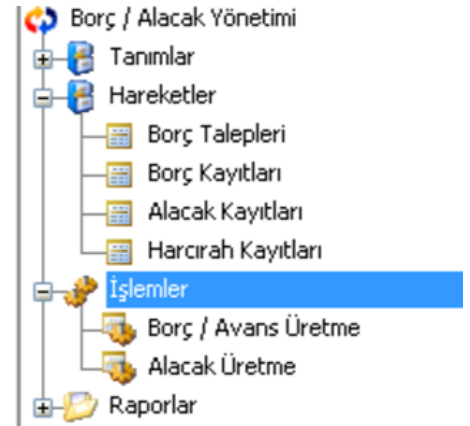 Borç / Alacak Yönetimi
Tanımlar
Hareketler
Borç Talepleri
Borç Kayıtları
Alacak Kayıtları
Harcırah Kayıtları
İşlemler
Borç / Avans Üretme
Alacak Üretme
Raporlar